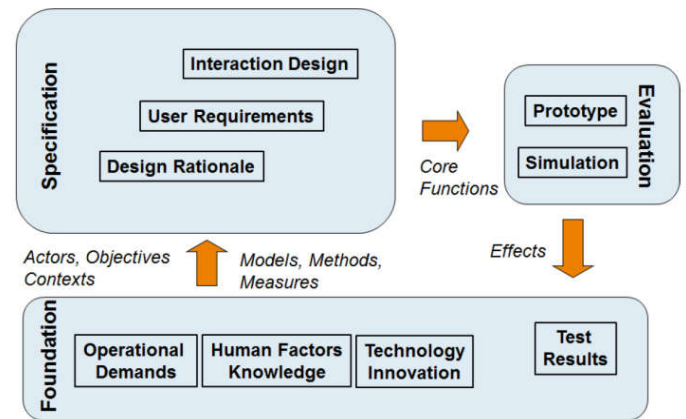 Specification
Interaction Design
User Requirements
Design Rationale
Core
Functions
Evaluation
Prototype
Simulation
Actors, Objectives
Contexts
Models, Methods,
Measures
Effects
Foundation
Operational
Demands
Human Factors
Knowledge
Technology
Innovation
Test
Results